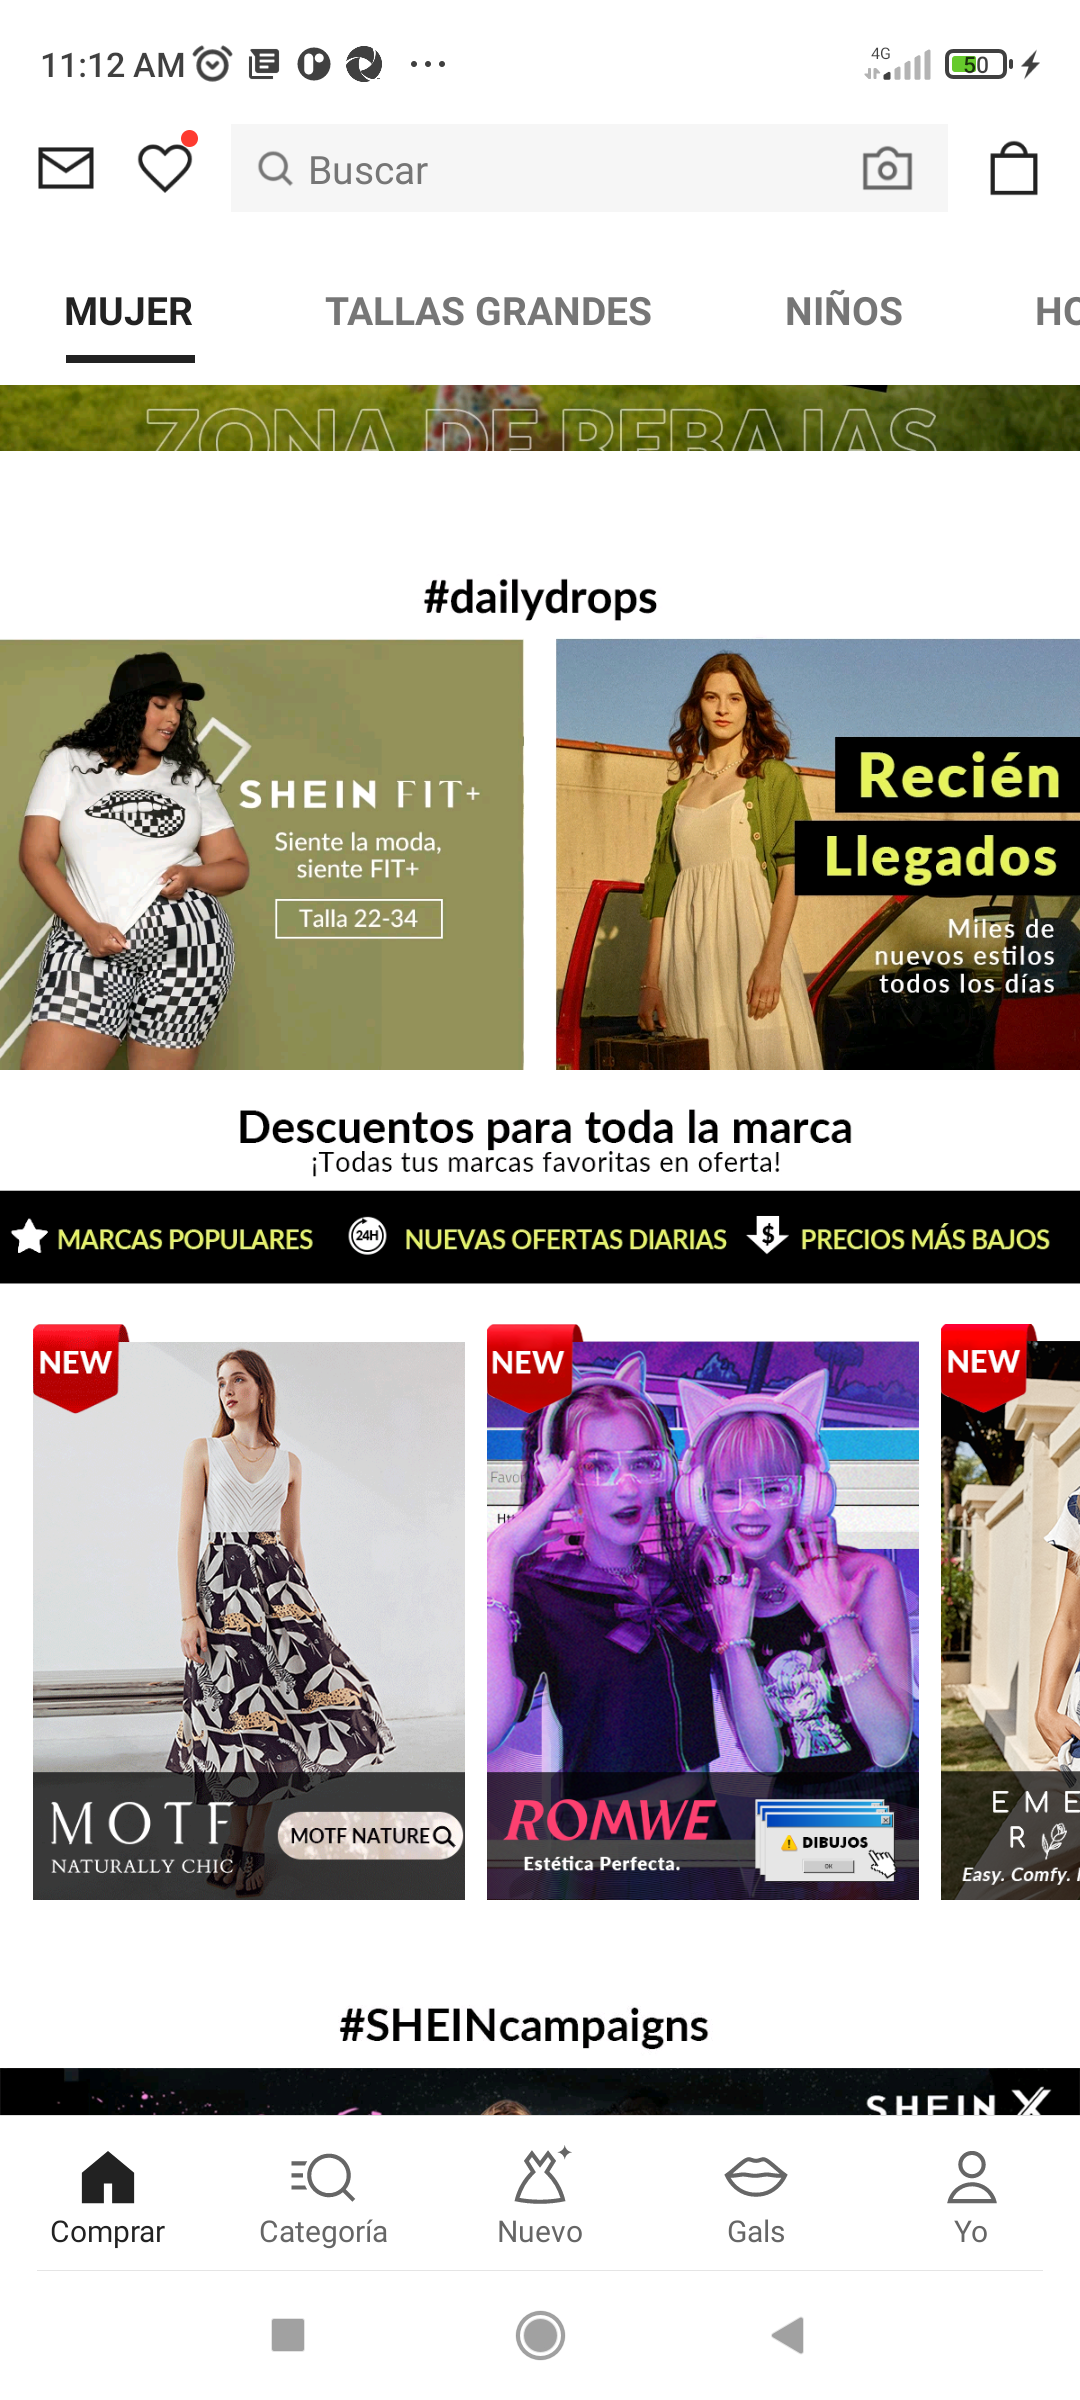 11:12 AM
4G
50
Buscar
MUJER
TALLAS GRANDES
NIÑOS
ZONA DE REBAJAS
#dailydrops
SHEIN FIT+
Siente la moda,
siente FIT+
Talla 22-34
Recién
Llegados
Miles de
nuevos estilos
todos los días
Descuentos para toda la marca
¡Todas tus marcas favoritas en oferta!
MARCAS POPULARES
24H
NUEVAS OFERTAS DIARIAS
$
PRECIOS MÁS BAJOS
NEW
NEW
NEW
MOTF
NATURALLY CHIC
MOTF NATURE
ROMWE
Estética Perfecta.
DIBUJOS
OK
Easy. Comfy.
#SHEINcampaigns
SHEIN X
Comprar
Categoría
Nuevo
Gals
Yo